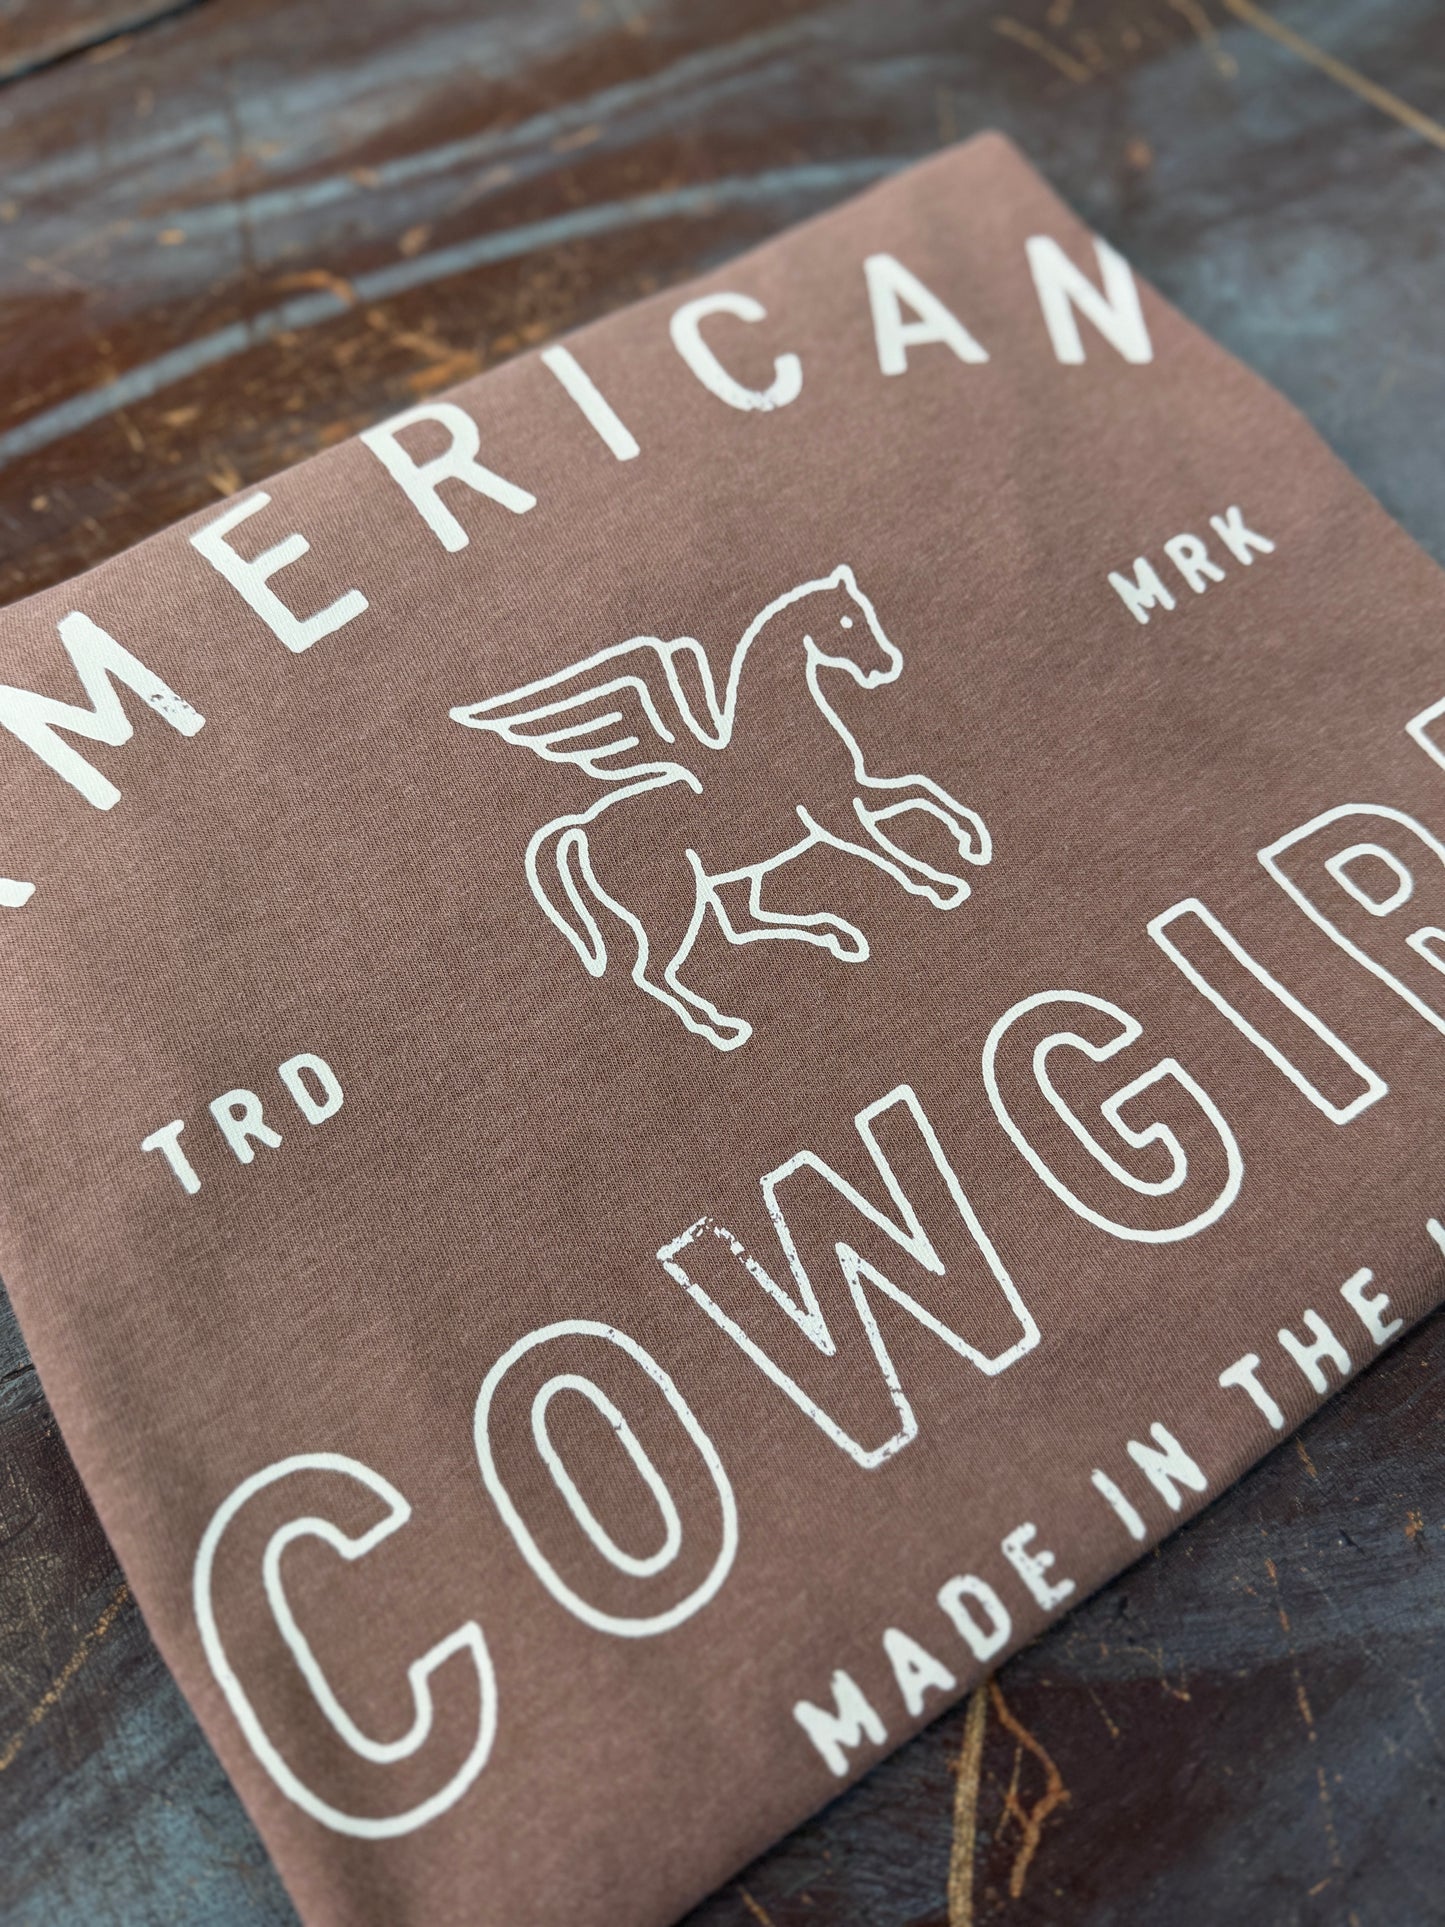 MERICAN
TRD MRK
COWGIR
MADE IN THE